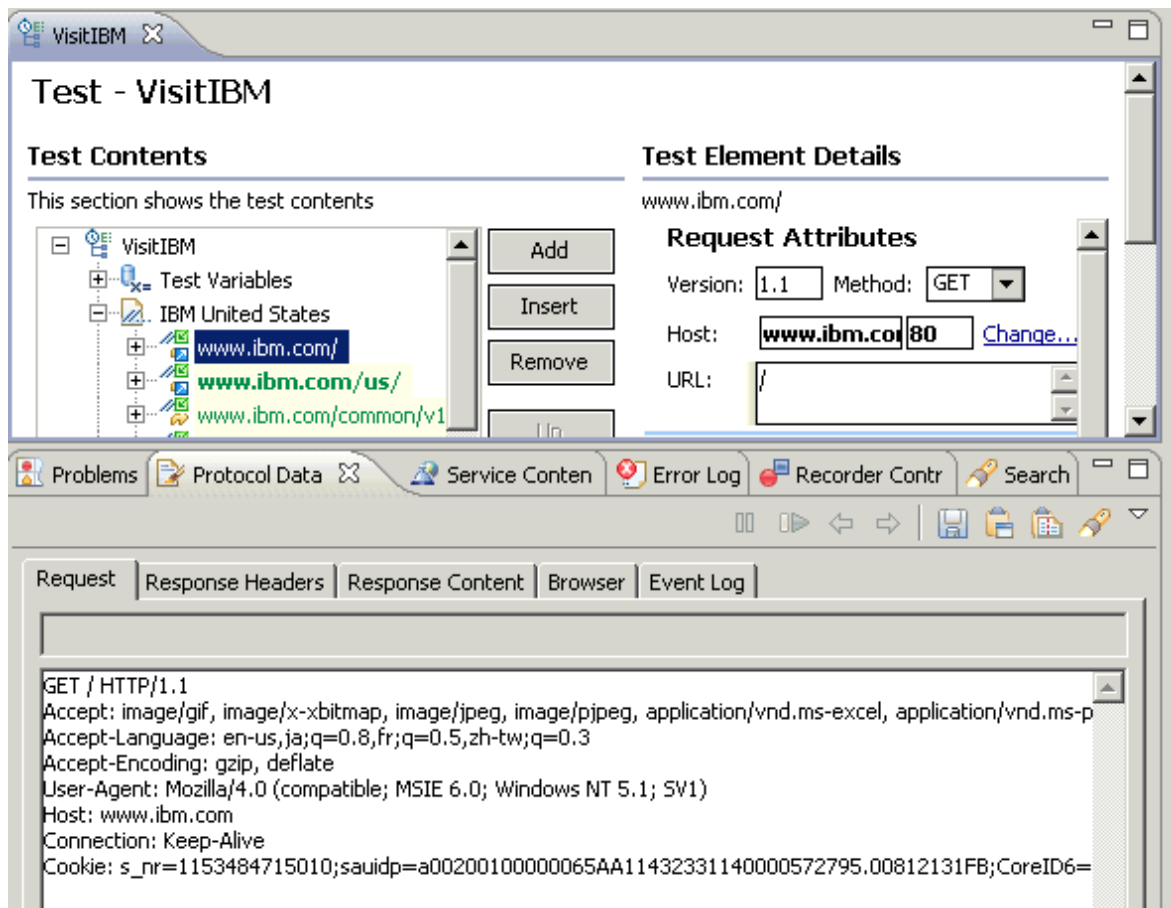 VisitIBM
Test - VisitIBM
Test Contents
This section shows the test contents
VisitIBM
Test Variables
IBM United States
www.ibm.com/
www.ibm.com/us/
www.ibm.com/common/v1
Add
Insert
Remove
Up
Test Element Details
www.ibm.com/
Request Attributes
Version: 1.1 Method: GET
Host: www.ibm.co 80 Change...
URL: /
Problems Protocol Data Service Conten Error Log Recorder Contr Search
Request Response Headers Response Content Browser Event Log
GET / HTTP/1.1
Accept: image/gif, image/x-xbitmap, image/jpeg, image/pjpeg, application/vnd.ms-excel, application/vnd.ms-p
Accept-Language: en-us,ja;q=0.8,fr;q=0.5,zh-tw;q=0.3
Accept-Encoding: gzip, deflate
User-Agent: Mozilla/4.0 (compatible; MSIE 6.0; Windows NT 5.1; SV1)
Host: www.ibm.com
Connection: Keep-Alive
Cookie: s_nr=1153484715010;sauidp=a00200100000065AA11432331140000572795.00812131FB;CoreID6=